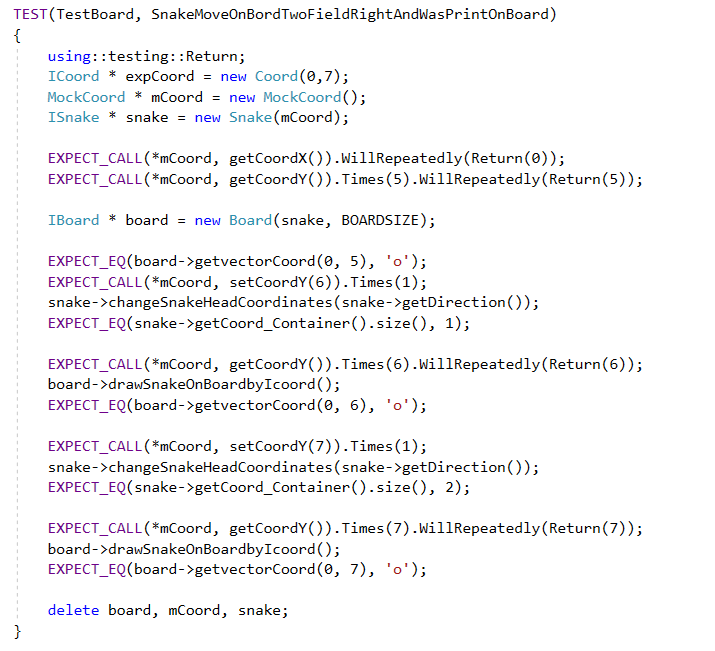 TEST(TestBoard, SnakeMoveOnBordTwoFieldRightAndWasPrintOnBoard)
{
    using::testing::Return;
    ICoord * expCoord = new Coord(0,7);
    MockCoord * mCoord = new MockCoord();
    ISnake * snake = new Snake(mCoord);

    EXPECT_CALL(*mCoord, getCoordX()).WillRepeatedly(Return(0));
    EXPECT_CALL(*mCoord, getCoordY()).Times(5).WillRepeatedly(Return(5));

    IBoard * board = new Board(snake, BOARDSIZE);

    EXPECT_EQ(board->getvectorCoord(0, 5), 'o');
    EXPECT_CALL(*mCoord, setCoordY(6)).Times(1);
    snake->changeSnakeHeadCoordinates(snake->getDirection());
    EXPECT_EQ(snake->getCoord_Container().size(), 1);

    EXPECT_CALL(*mCoord, getCoordY()).Times(6).WillRepeatedly(Return(6));
    board->drawSnakeOnBoardbyIcoord();
    EXPECT_EQ(board->getvectorCoord(0, 6), 'o');

    EXPECT_CALL(*mCoord, setCoordY(7)).Times(1);
    snake->changeSnakeHeadCoordinates(snake->getDirection());
    EXPECT_EQ(snake->getCoord_Container().size(), 2);

    EXPECT_CALL(*mCoord, getCoordY()).Times(7).WillRepeatedly(Return(7));
    board->drawSnakeOnBoardbyIcoord();
    EXPECT_EQ(board->getvectorCoord(0, 7), 'o');

    delete board, mCoord, snake;
}